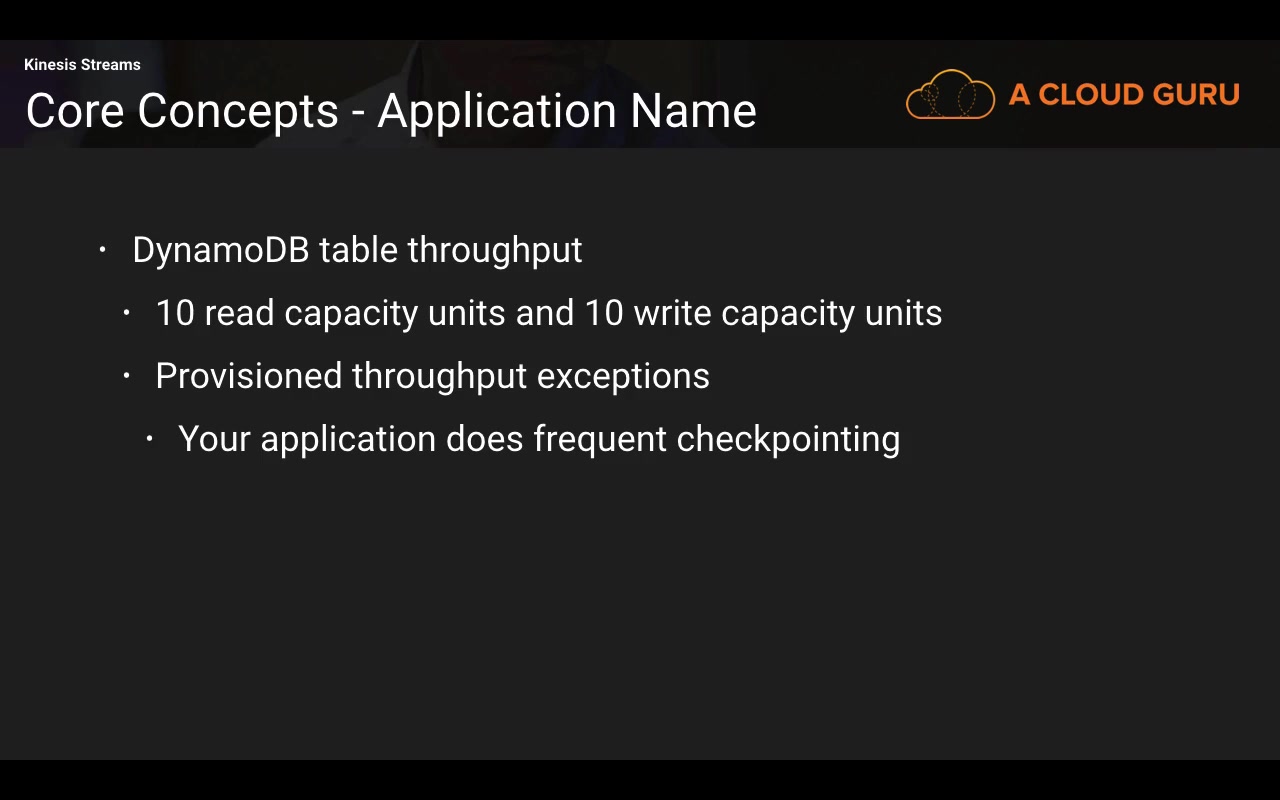 Kinesis Streams
Core Concepts - Application Name
A CLOUD GURU
• DynamoDB table throughput
• 10 read capacity units and 10 write capacity units
• Provisioned throughput exceptions
• Your application does frequent checkpointing